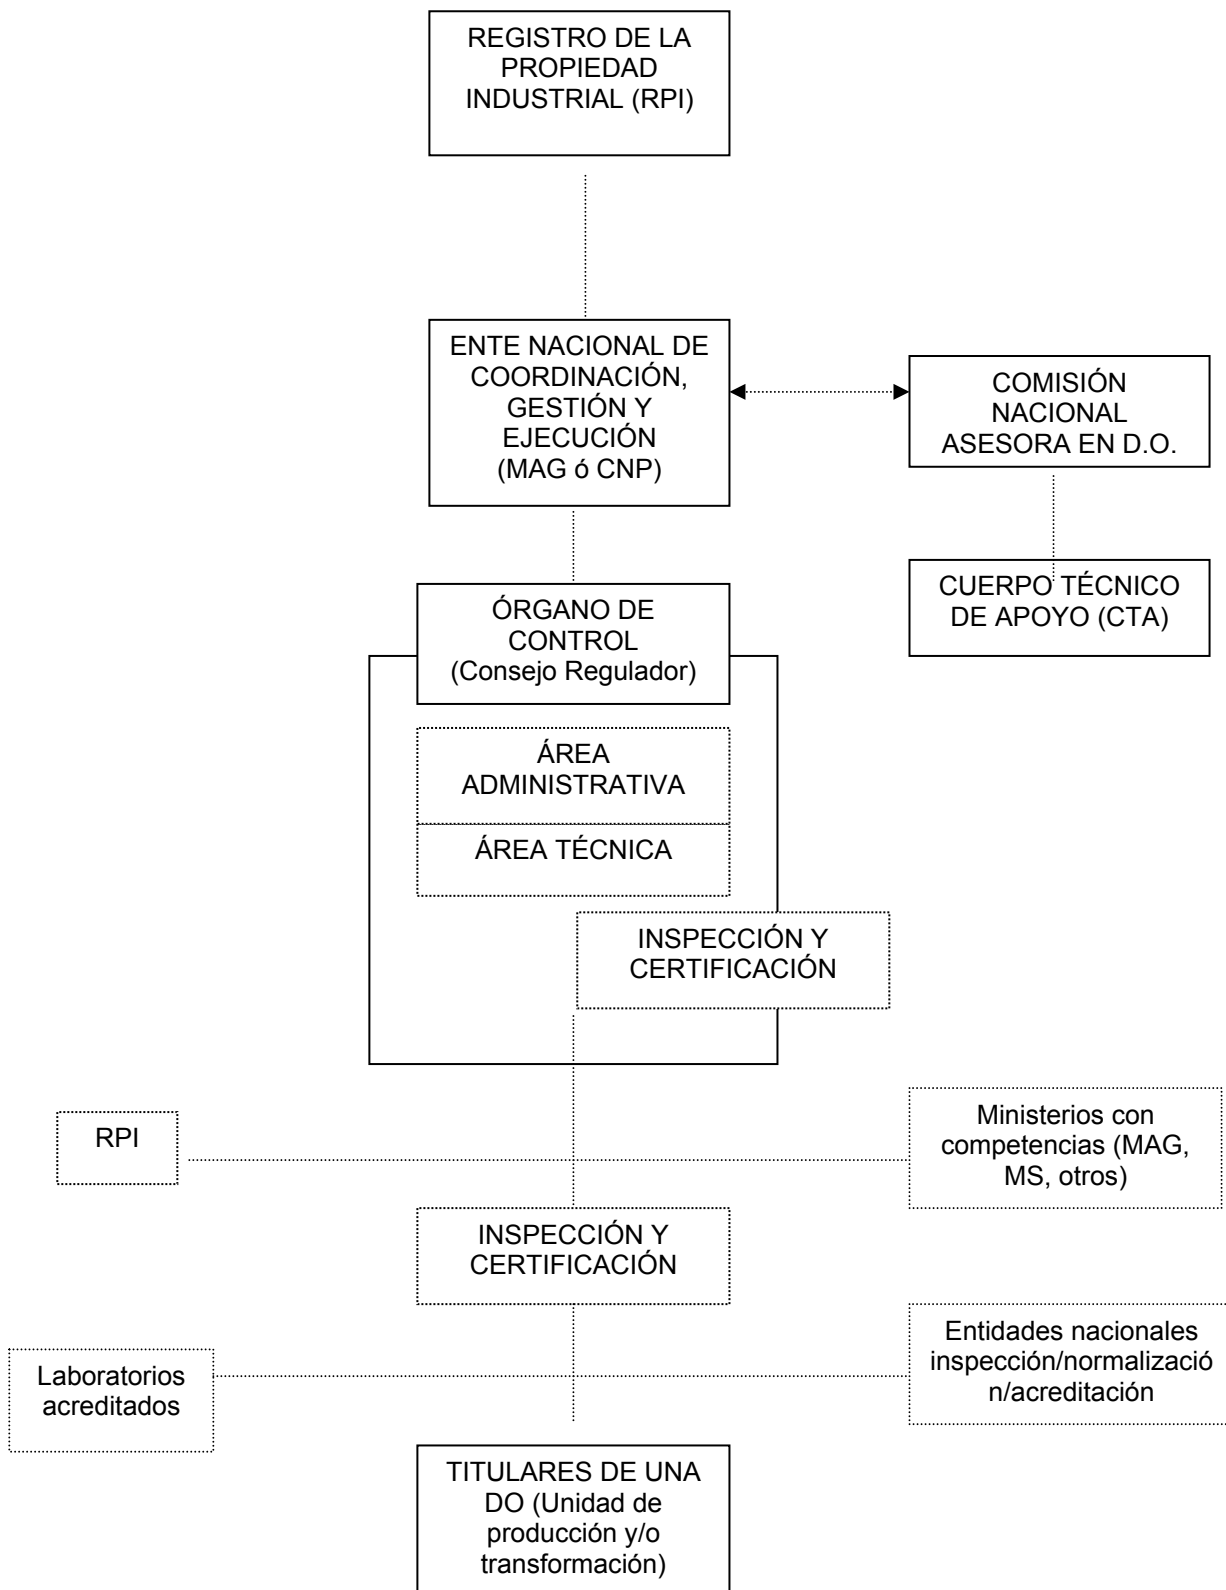 REGISTRO DE LA
PROPIEDAD
INDUSTRIAL (RPI)
ENTE NACIONAL DE
COORDINACIÓN,
GESTIÓN Y
EJECUCIÓN
(MAG ó CNP)
COMISIÓN
NACIONAL
ASESORA EN D.O.
CUERPO TÉCNICO
DE APOYO (CTA)
ÓRGANO DE
CONTROL
(Consejo Regulador)
ÁREA
ADMINISTRATIVA
ÁREA TÉCNICA
INSPECCIÓN Y
CERTIFICACIÓN
RPI
Ministerios con
competencias (MAG,
MS, otros)
INSPECCIÓN Y
CERTIFICACIÓN
Laboratorios
acreditados
Entidades nacionales
inspección/normalizació
n/acreditación
TITULARES DE UNA
DO (Unidad de
producción y/o
transformación)